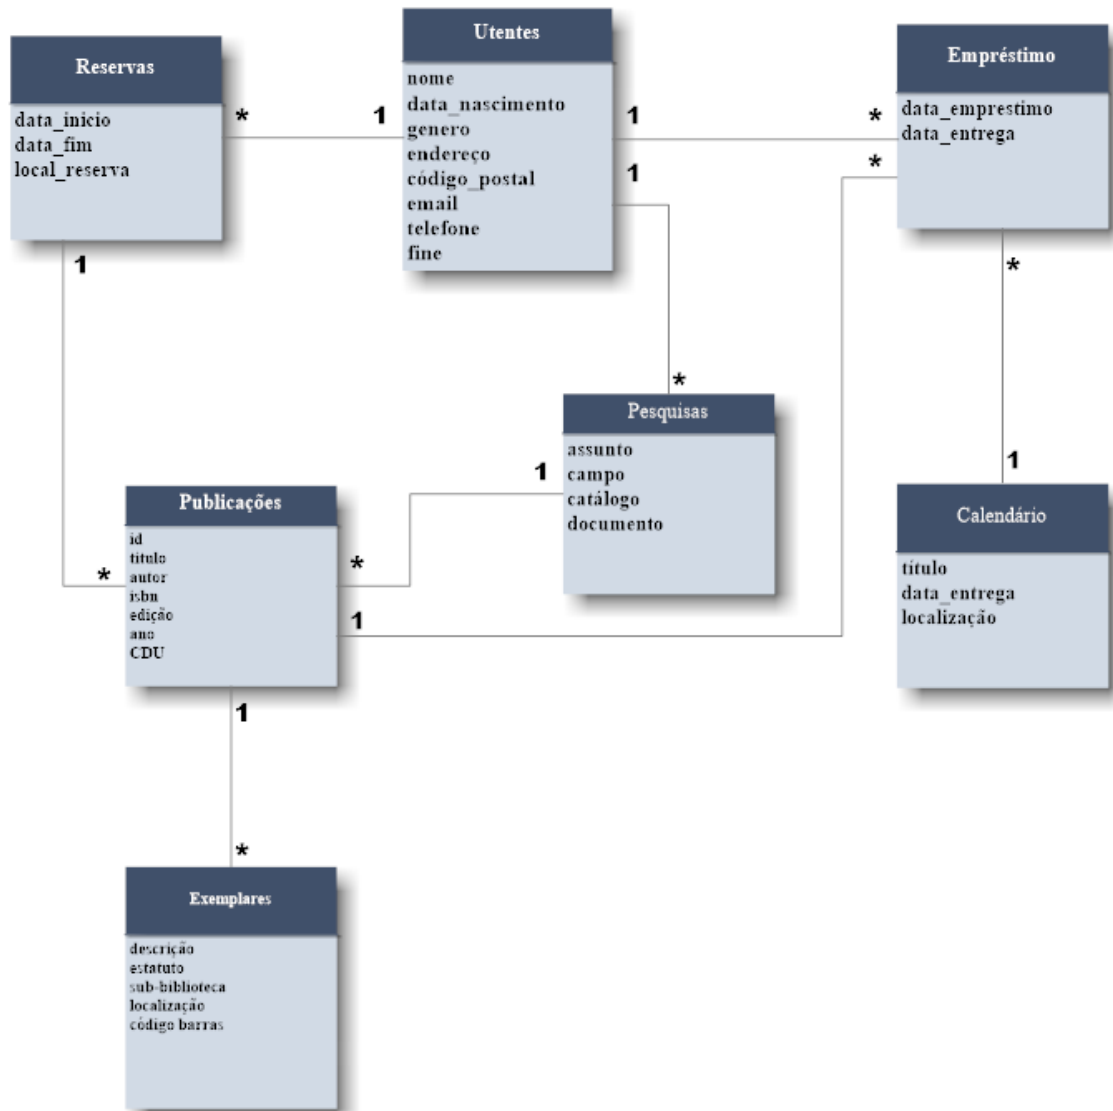 Reservas
data_inicio
data_fim
local_reserva
*
1
Utentes
nome
data_nascimento
genero
endereço
código_postal
email
telefone
fine
1
*
1
*
Empréstimo
data_emprestimo
data_entrega
1
*
*
1
Pesquisas
assunto
campo
catálogo
documento
1
*
Publicações
id
titulo
autor
isbn
edição
ano
CDU
*
1
Calendário
título
data_entrega
localização
1
*
Exemplares
descrição
estatuto
sub-biblioteca
localização
código barras